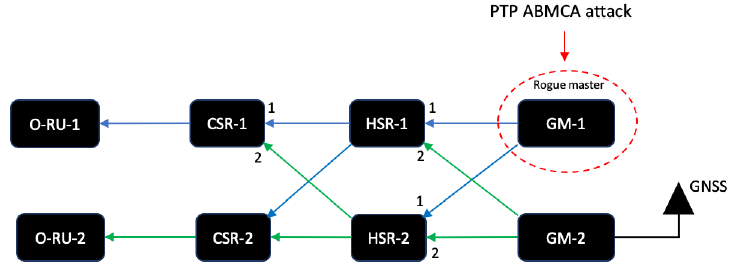 PTP ABMCA attack
Rogue master
O-RU-1
CSR-1
1
2
HSR-1
1
2
GM-1
GNSS
O-RU-2
CSR-2
HSR-2
1
2
GM-2